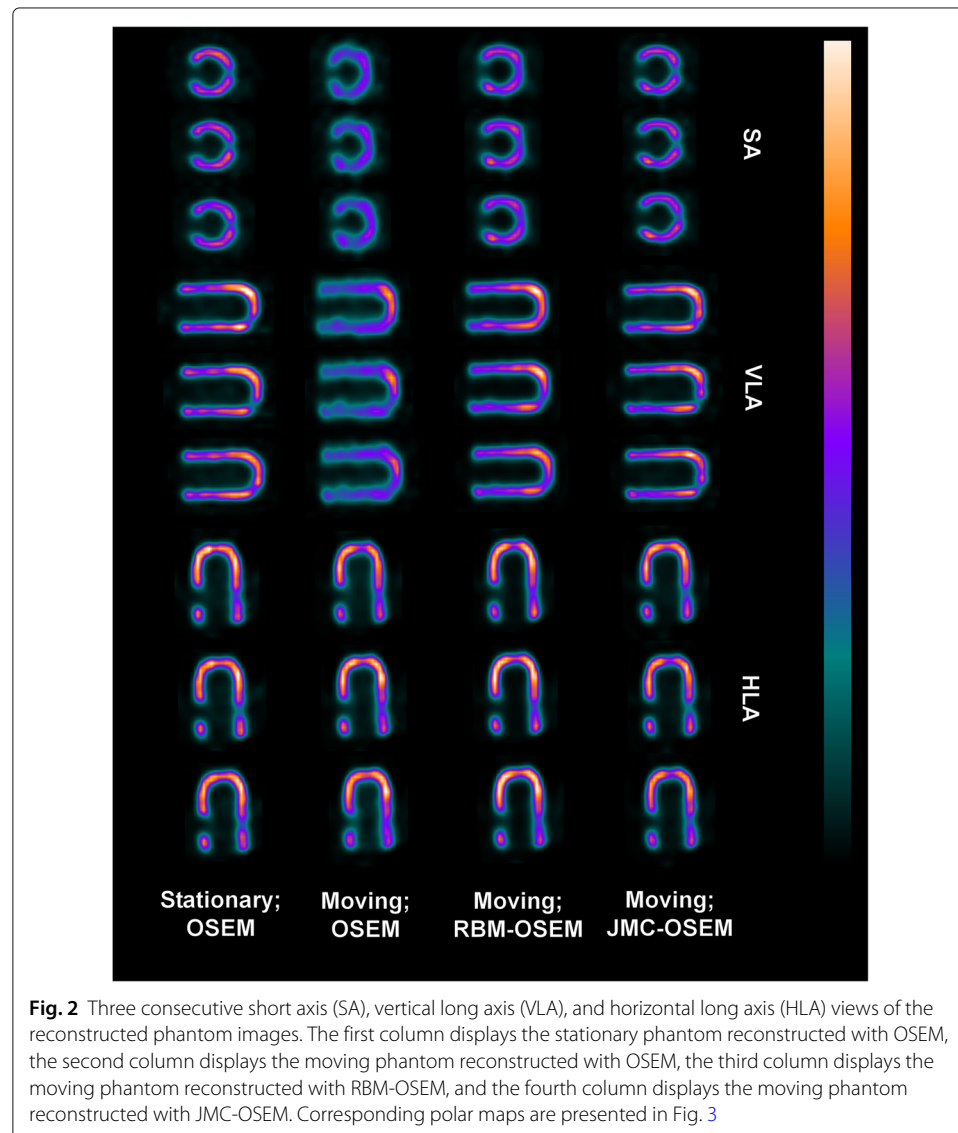 SA
VLA
HLA
Stationary; OSEM
Moving; OSEM
Moving; RBM-OSEM
Moving; JMC-OSEM
Fig. 2 Three consecutive short axis (SA), vertical long axis (VLA), and horizontal long axis (HLA) views of the
reconstructed phantom images. The first column displays the stationary phantom reconstructed with OSEM,
the second column displays the moving phantom reconstructed with OSEM, the third column displays the
moving phantom reconstructed with RBM-OSEM, and the fourth column displays the moving phantom
reconstructed with JMC-OSEM. Corresponding polar maps are presented in Fig. 3